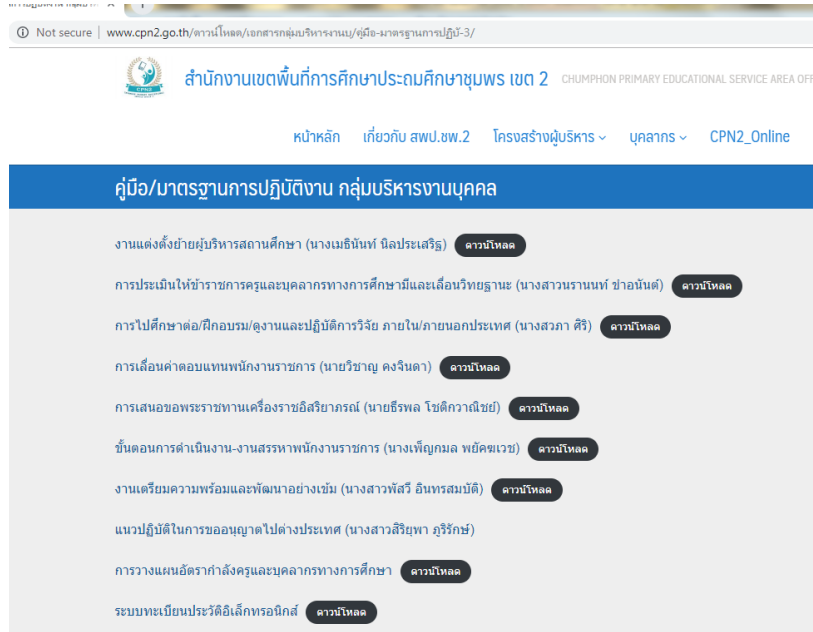 Not secure | www.cpn2.go.th/ดาวน์โหลด/เอกสารกลุ่มบริหารงานบุ/คู่มือ-มาตรฐานการปฏิบั-3/
สำนักงานเขตพื้นที่การศึกษาประถมศึกษาชุมพร เขต 2 CHUMPHON PRIMARY EDUCATIONAL SERVICE AREA OFF
หน้าหลัก เกี่ยวกับ สพป.ชพ.2 โครงสร้างผู้บริหาร บุคลากร CPN2_Online
คู่มือ/มาตรฐานการปฏิบัติงาน กลุ่มบริหารงานบุคคล
งานแต่งตั้งย้ายผู้บริหารสถานศึกษา (นางเมธินันท์ นิลประเสริฐ) ดาวน์โหลด
การประเมินให้ข้าราชการครูและบุคลากรทางการศึกษามีและเลื่อนวิทยฐานะ (นางสาวนรานนท์ ขำอนันต์) ดาวน์โหลด
การไปศึกษาต่อ/ฝึกอบรม/ดูงานและปฏิบัติการวิจัย ภายใน/ภายนอกประเทศ (นางสวภา ศิริ) ดาวน์โหลด
การเลื่อนค่าตอบแทนพนักงานราชการ (นายวิชาญ คงจินดา) ดาวน์โหลด
การเสนอขอพระราชทานเครื่องราชอิสริยาภรณ์ (นายธีรพล โชติกวาณิชย์) ดาวน์โหลด
ขั้นตอนการดำเนินงาน-งานสรรหาพนักงานราชการ (นางเพ็ญกมล พยัคฆเวช) ดาวน์โหลด
งานเตรียมความพร้อมและพัฒนาอย่างเข้ม (นางสาวพัสวี อินทรสมบัติ) ดาวน์โหลด
แนวปฏิบัติในการขออนุญาตไปต่างประเทศ (นางสาวสิริยุพา ภูริรักษ์)
การวางแผนอัตรากำลังครูและบุคลากรทางการศึกษา ดาวน์โหลด
ระบบทะเบียนประวัติอิเล็กทรอนิกส์ ดาวน์โหลด